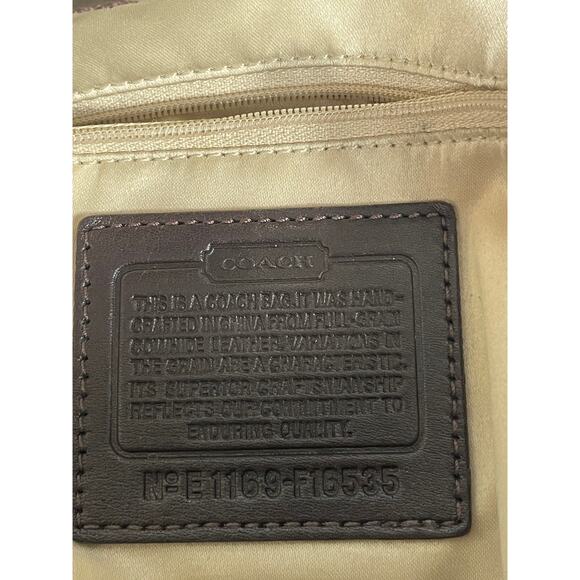 COACH
THIS IS A COACH BAG. IT WAS HAND-
CRAFTED IN CHINA FROM FULL-GRAIN
COWHIDE LEATHER. VARIATIONS IN
THE GRAIN ARE A CHARACTERISTIC.
ITS SUPERIOR CRAFTSMANSHIP
REFLECTS OUR COMMITMENT TO
ENDURING QUALITY.
Nº E1169-F16535